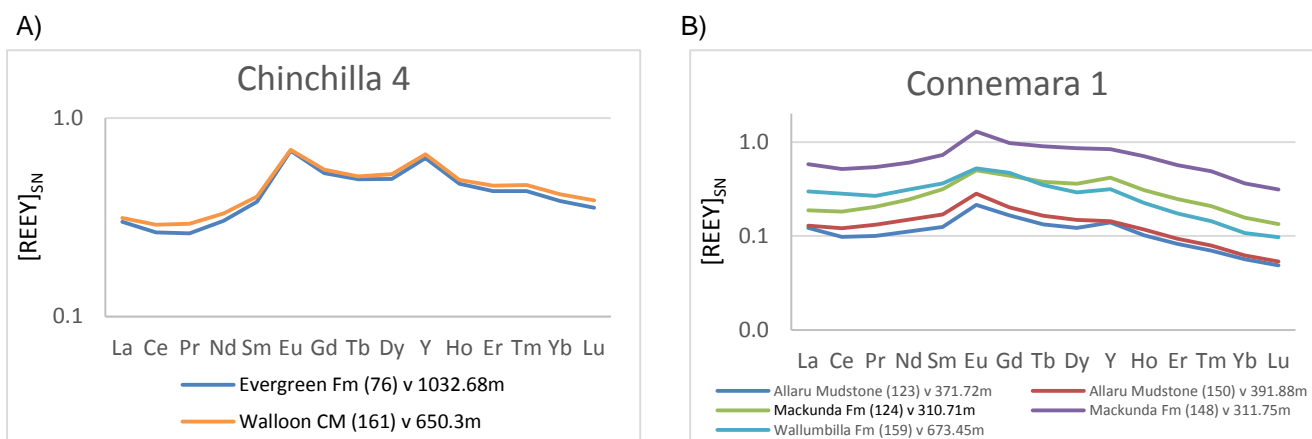 A)
Chinchilla 4
1.0
[REEY]SN
0.1
La Ce Pr Nd Sm Eu Gd Tb Dy Y Ho Er Tm Yb Lu
Evergreen Fm (76) v 1032.68m
Walloon CM (161) v 650.3m
B)
Connemara 1
1.0
[REEY]SN
0.1
0.0
La Ce Pr Nd Sm Eu Gd Tb Dy Y Ho Er Tm Yb Lu
Allaru Mudstone (123) v 371.72m Allaru Mudstone (150) v 391.88m
Mackunda Fm (124) v 310.71m Mackunda Fm (148) v 311.75m
Wallumbilla Fm (159) v 673.45m